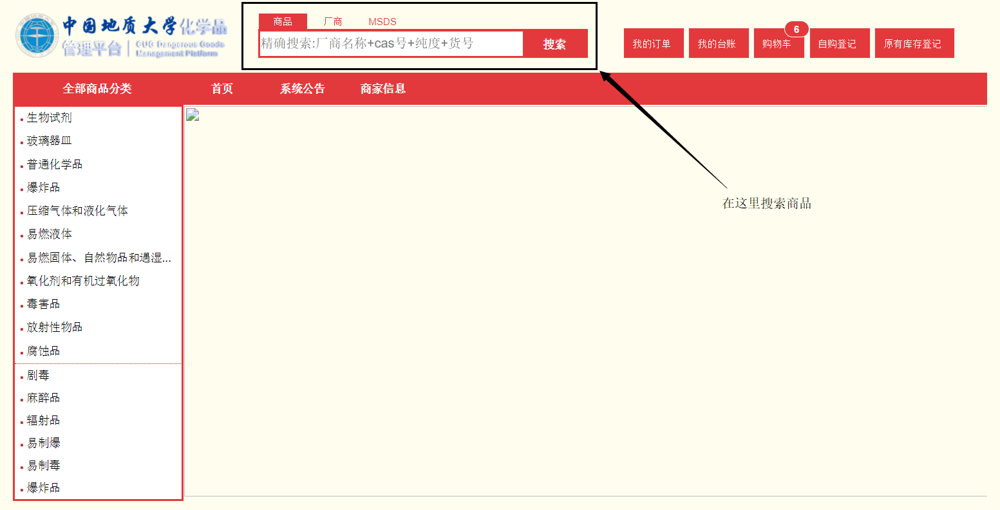 中国地质大学化学品
管理平台
CUG Dangerous Goods
Management Platform
商品 厂商 MSDS
精确搜索:厂商名称+cas号+纯度+货号
搜索
我的订单
我的台账
购物车
6
自购登记
原有库存登记
全部商品分类
首页
系统公告
商家信息
生物试剂
玻璃器皿
普通化学品
爆炸品
压缩气体和液化气体
易燃液体
易燃固体、自然物品和遇湿...
氧化剂和有机过氧化物
毒害品
放射性物品
腐蚀品
剧毒
麻醉品
辐射品
易制爆
易制毒
爆炸品
在这里搜索商品